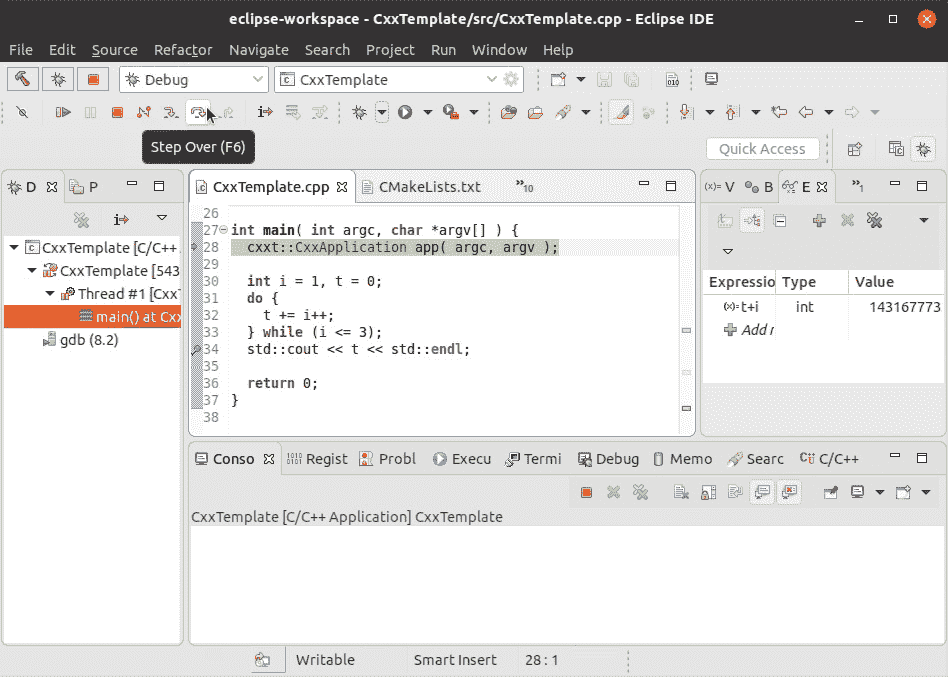 eclipse-workspace - CxxTemplate/src/CxxTemplate.cpp - Eclipse IDE
File Edit Source Refactor Navigate Search Project Run Window Help
Debug CxxTemplate
010
Step Over (F6)
Quick Access
D P
CxxTemplate.cpp CMakeLists.txt »10
(x)= V B E »1
CxxTemplate [C/C++
CxxTemplate [543
Thread #1 [Cxx
main() at Cxx
gdb (8.2)
26
27 int main( int argc, char *argv[] ) {
28 cxxt::CxxApplication app( argc, argv );
29
30 int i = 1, t = 0;
31 do {
32 t += i++;
33 } while (i <= 3);
34 std::cout << t << std::endl;
35
36 return 0;
37 }
38
Expressio Type Value
(x)= t+i int 143167773
Add r
Conso Regist Probl Execu Termi Debug Memo Searc C/C++
CxxTemplate [C/C++ Application] CxxTemplate
Writable Smart Insert 28 : 1